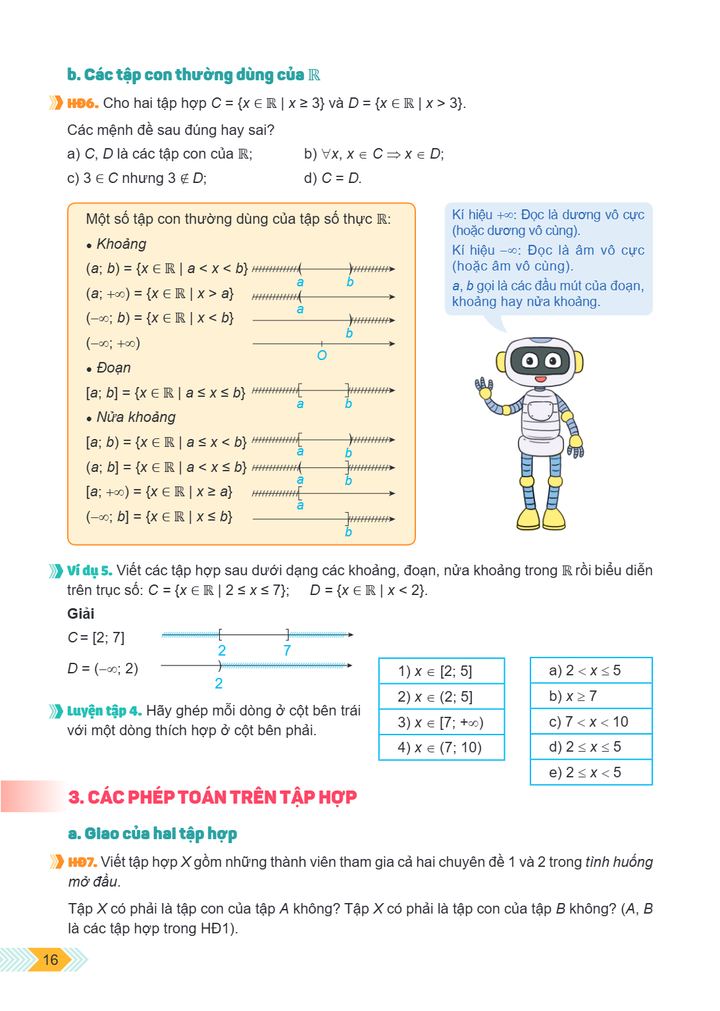 b. Các tập con thường dùng của ℝ
HĐ6. Cho hai tập hợp C = {x ∈ ℝ | x ≥ 3} và D = {x ∈ ℝ | x > 3}.
Các mệnh đề sau đúng hay sai?
a) C, D là các tập con của ℝ; b) ∀x, x ∈ C ⇒ x ∈ D;
c) 3 ∈ C nhưng 3 ∉ D; d) C = D.
Một số tập con thường dùng của tập số thực ℝ:
• Khoảng
(a; b) = {x ∈ ℝ | a < x < b}
a b
(a; +∞) = {x ∈ ℝ | x > a}
a
(−∞; b) = {x ∈ ℝ | x < b}
b
(−∞; +∞)
O
• Đoạn
[a; b] = {x ∈ ℝ | a ≤ x ≤ b}
a b
• Nửa khoảng
[a; b) = {x ∈ ℝ | a ≤ x < b}
a b
(a; b] = {x ∈ ℝ | a < x ≤ b}
a b
[a; +∞) = {x ∈ ℝ | x ≥ a}
a
(−∞; b] = {x ∈ ℝ | x ≤ b}
b
Kí hiệu +∞: Đọc là dương vô cực
(hoặc dương vô cùng).
Kí hiệu −∞: Đọc là âm vô cực
(hoặc âm vô cùng).
a, b gọi là các đầu mút của đoạn,
khoảng hay nửa khoảng.
Ví dụ 5. Viết các tập hợp sau dưới dạng các khoảng, đoạn, nửa khoảng trong ℝ rồi biểu diễn
trên trục số: C = {x ∈ ℝ | 2 ≤ x ≤ 7}; D = {x ∈ ℝ | x < 2}.
Giải
C = [2; 7]
2 7
D = (−∞; 2)
2
Luyện tập 4. Hãy ghép mỗi dòng ở cột bên trái
với một dòng thích hợp ở cột bên phải.
1) x ∈ [2; 5]
2) x ∈ (2; 5]
3) x ∈ [7; +∞)
4) x ∈ (7; 10)
a) 2 < x ≤ 5
b) x ≥ 7
c) 7 < x < 10
d) 2 ≤ x ≤ 5
e) 2 ≤ x < 5
3. CÁC PHÉP TOÁN TRÊN TẬP HỢP
a. Giao của hai tập hợp
HĐ7. Viết tập hợp X gồm những thành viên tham gia cả hai chuyên đề 1 và 2 trong tình huống
mở đầu.
Tập X có phải là tập con của tập A không? Tập X có phải là tập con của tập B không? (A, B
là các tập hợp trong HĐ1).
16